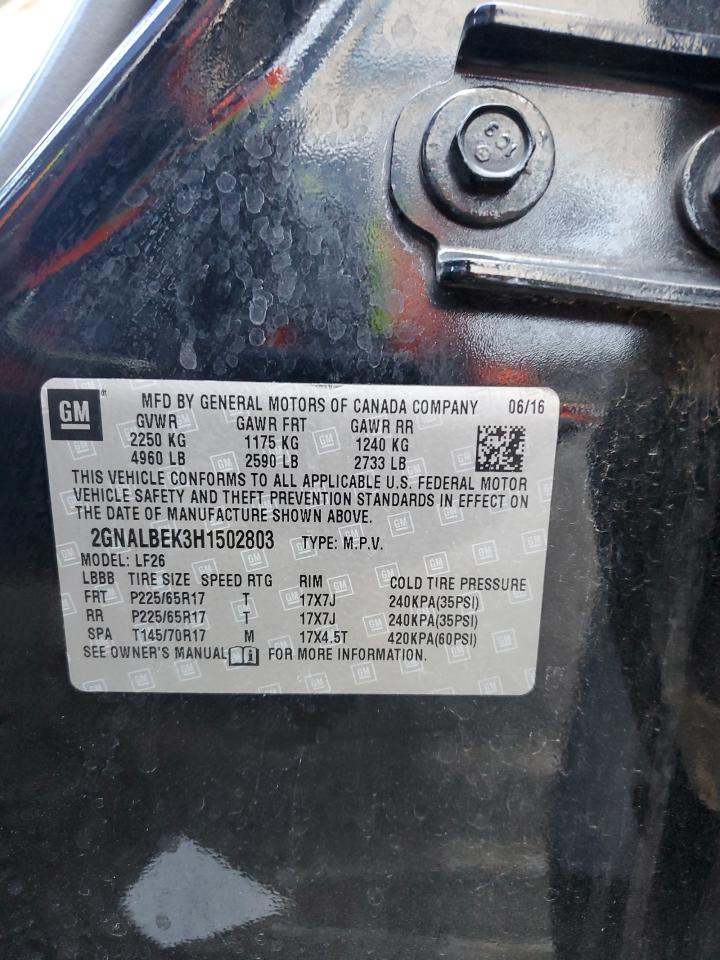 GM MFD BY GENERAL MOTORS OF CANADA COMPANY 06/16
GVWR GAWR FRT GAWR RR
2250 KG 1175 KG 1240 KG
4960 LB 2590 LB 2733 LB
THIS VEHICLE CONFORMS TO ALL APPLICABLE U.S. FEDERAL MOTOR
VEHICLE SAFETY AND THEFT PREVENTION STANDARDS IN EFFECT ON
THE DATE OF MANUFACTURE SHOWN ABOVE.
2GNALBEK3H1502803 TYPE: M.P.V.
MODEL: LF26
LBBB TIRE SIZE SPEED RTG RIM COLD TIRE PRESSURE
FRT P225/65R17 T 17X7J 240KPA(35PSI)
RR P225/65R17 T 17X7J 240KPA(35PSI)
SPA T145/70R17 M 17X4.5T 420KPA(60PSI)
SEE OWNER'S MANUAL i FOR MORE INFORMATION.